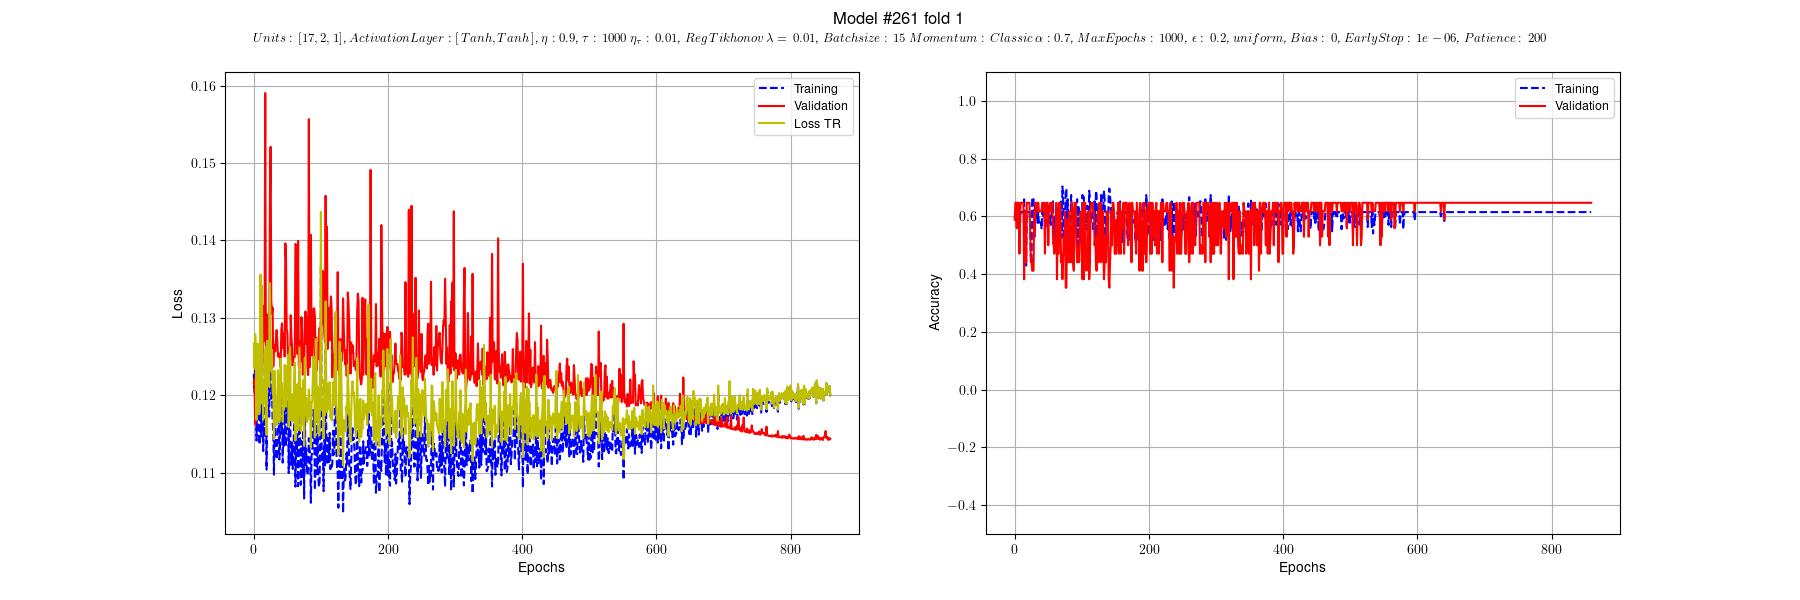 Model #261 fold 1
Units : [17, 2, 1], ActivationLayer : [Tanh, Tanh], η : 0.9, τ : 1000 η_τ : 0.01, RegTikhonov λ = 0.01, Batchsize : 15 Momentum : Classic α : 0.7, MaxEpochs : 1000, ϵ : 0.2, uniform, Bias : 0, EarlyStop : 1e − 06, Patience : 200
0.16
0.15
0.14
0.13
0.12
0.11
Loss
0 200 400 600 800
Epochs
Training
Validation
Loss TR
1.0
0.8
0.6
0.4
0.2
0.0
−0.2
−0.4
Accuracy
0 200 400 600 800
Epochs
Training
Validation